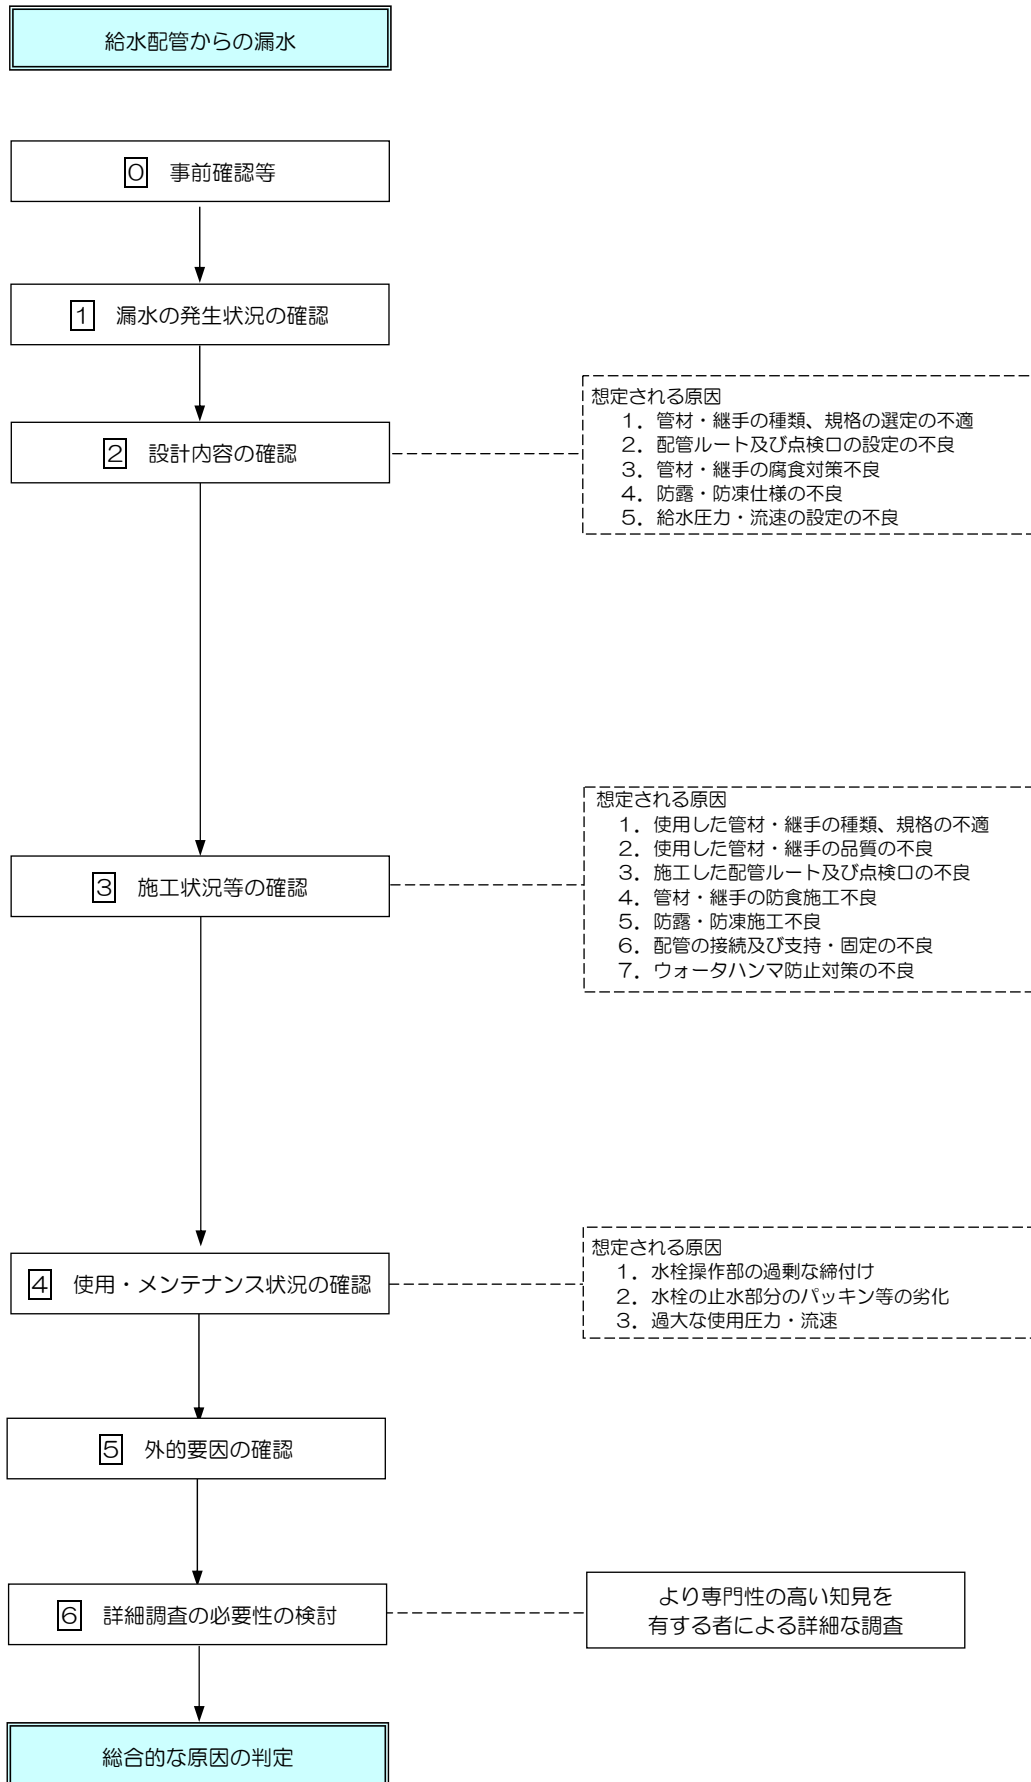 給水配管からの漏水
0 事前確認等
1 漏水の発生状況の確認
2 設計内容の確認
想定される原因
1．管材・継手の種類、規格の選定の不適
2．配管ルート及び点検口の設定の不良
3．管材・継手の腐食対策不良
4．防露・防凍仕様の不良
5．給水圧力・流速の設定の不良
3 施工状況等の確認
想定される原因
1．使用した管材・継手の種類、規格の不適
2．使用した管材・継手の品質の不良
3．施工した配管ルート及び点検口の不良
4．管材・継手の防食施工不良
5．防露・防凍施工不良
6．配管の接続及び支持・固定の不良
7．ウォータハンマ防止対策の不良
4 使用・メンテナンス状況の確認
想定される原因
1．水栓操作部の過剰な締付け
2．水栓の止水部分のパッキン等の劣化
3．過大な使用圧力・流速
5 外的要因の確認
6 詳細調査の必要性の検討
より専門性の高い知見を
有する者による詳細な調査
総合的な原因の判定